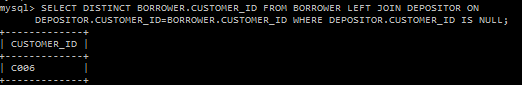 mysql> SELECT DISTINCT BORROWER.CUSTOMER_ID FROM BORROWER LEFT JOIN DEPOSITOR ON
DEPOSITOR.CUSTOMER_ID=BORROWER.CUSTOMER_ID WHERE DEPOSITOR.CUSTOMER_ID IS NULL;
+-------------+
| CUSTOMER_ID |
+-------------+
| C006        |
+-------------+